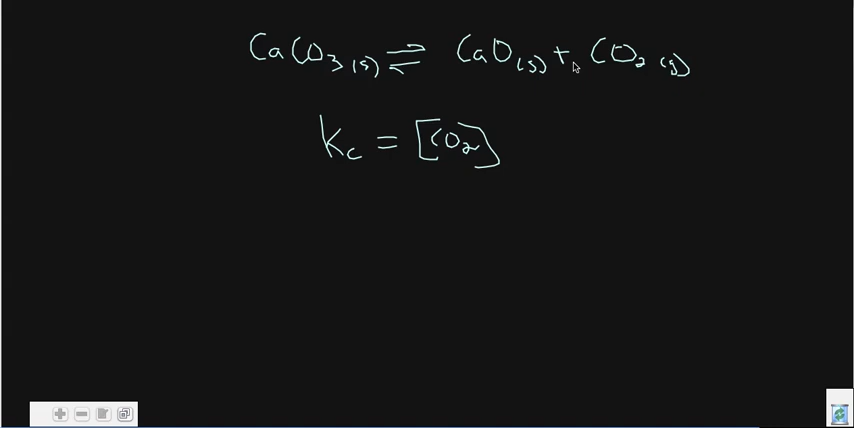 CaCO₃(s) ⇌ CaO(s) + CO₂(g)
Kc = [CO₂]